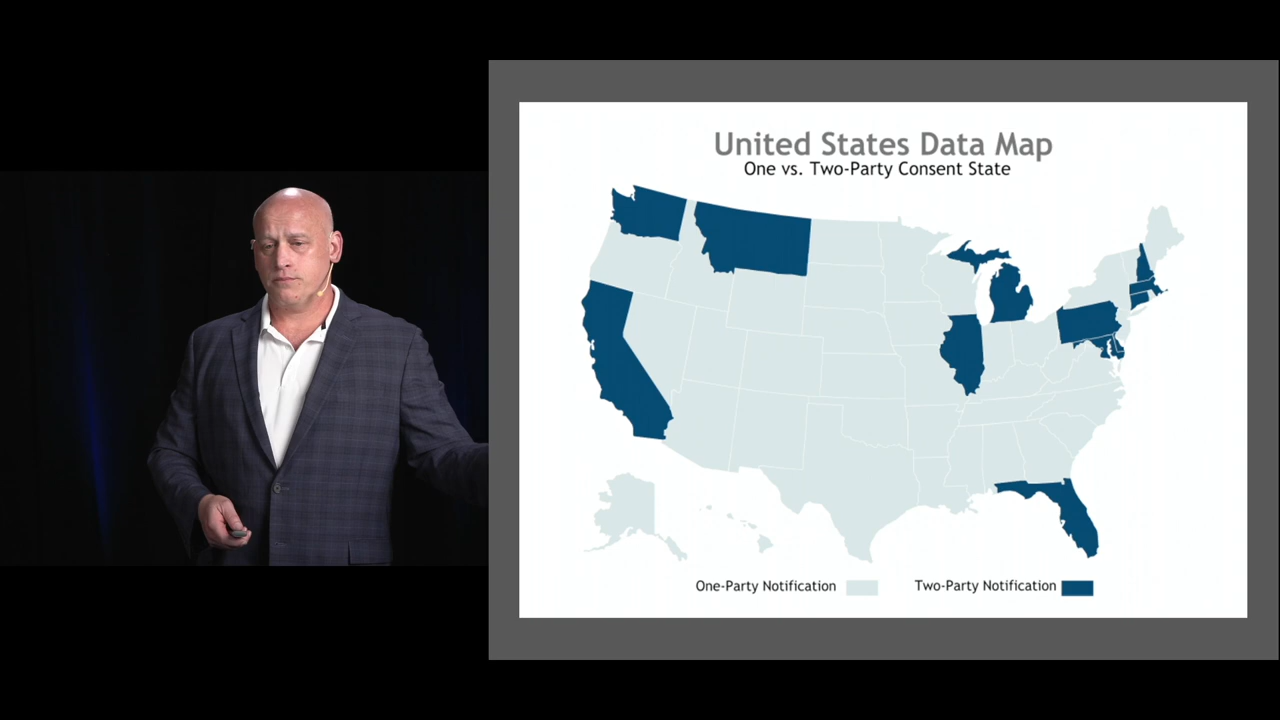 United States Data Map
One vs. Two-Party Consent State
One-Party Notification
Two-Party Notification